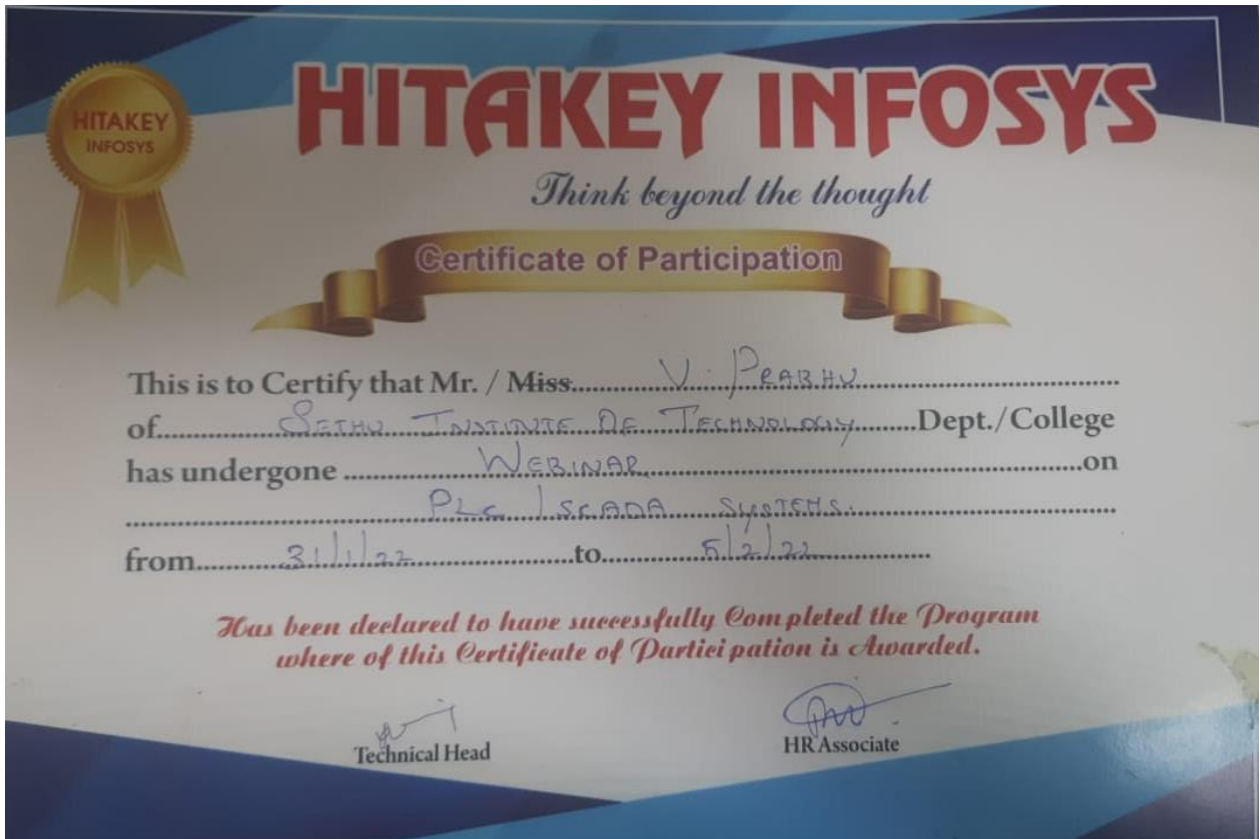 HITAKEY
INFOSYS
HITAKEY INFOSYS
Think beyond the thought
Certificate of Participation
This is to Certify that Mr. / Miss.......... V. PRABHU
of.......... SETHU INSTITUTE OF TECHNOLOGY ..........Dept./College
has undergone .......... WEBINAR ..........on
PLC / SCADA SYSTEMS.
from.......... 31/1/22 ..........to.......... 5/2/22 ..........
Has been declared to have successfully Completed the Program
where of this Certificate of Partici pation is Awarded.
Technical Head
HR Associate